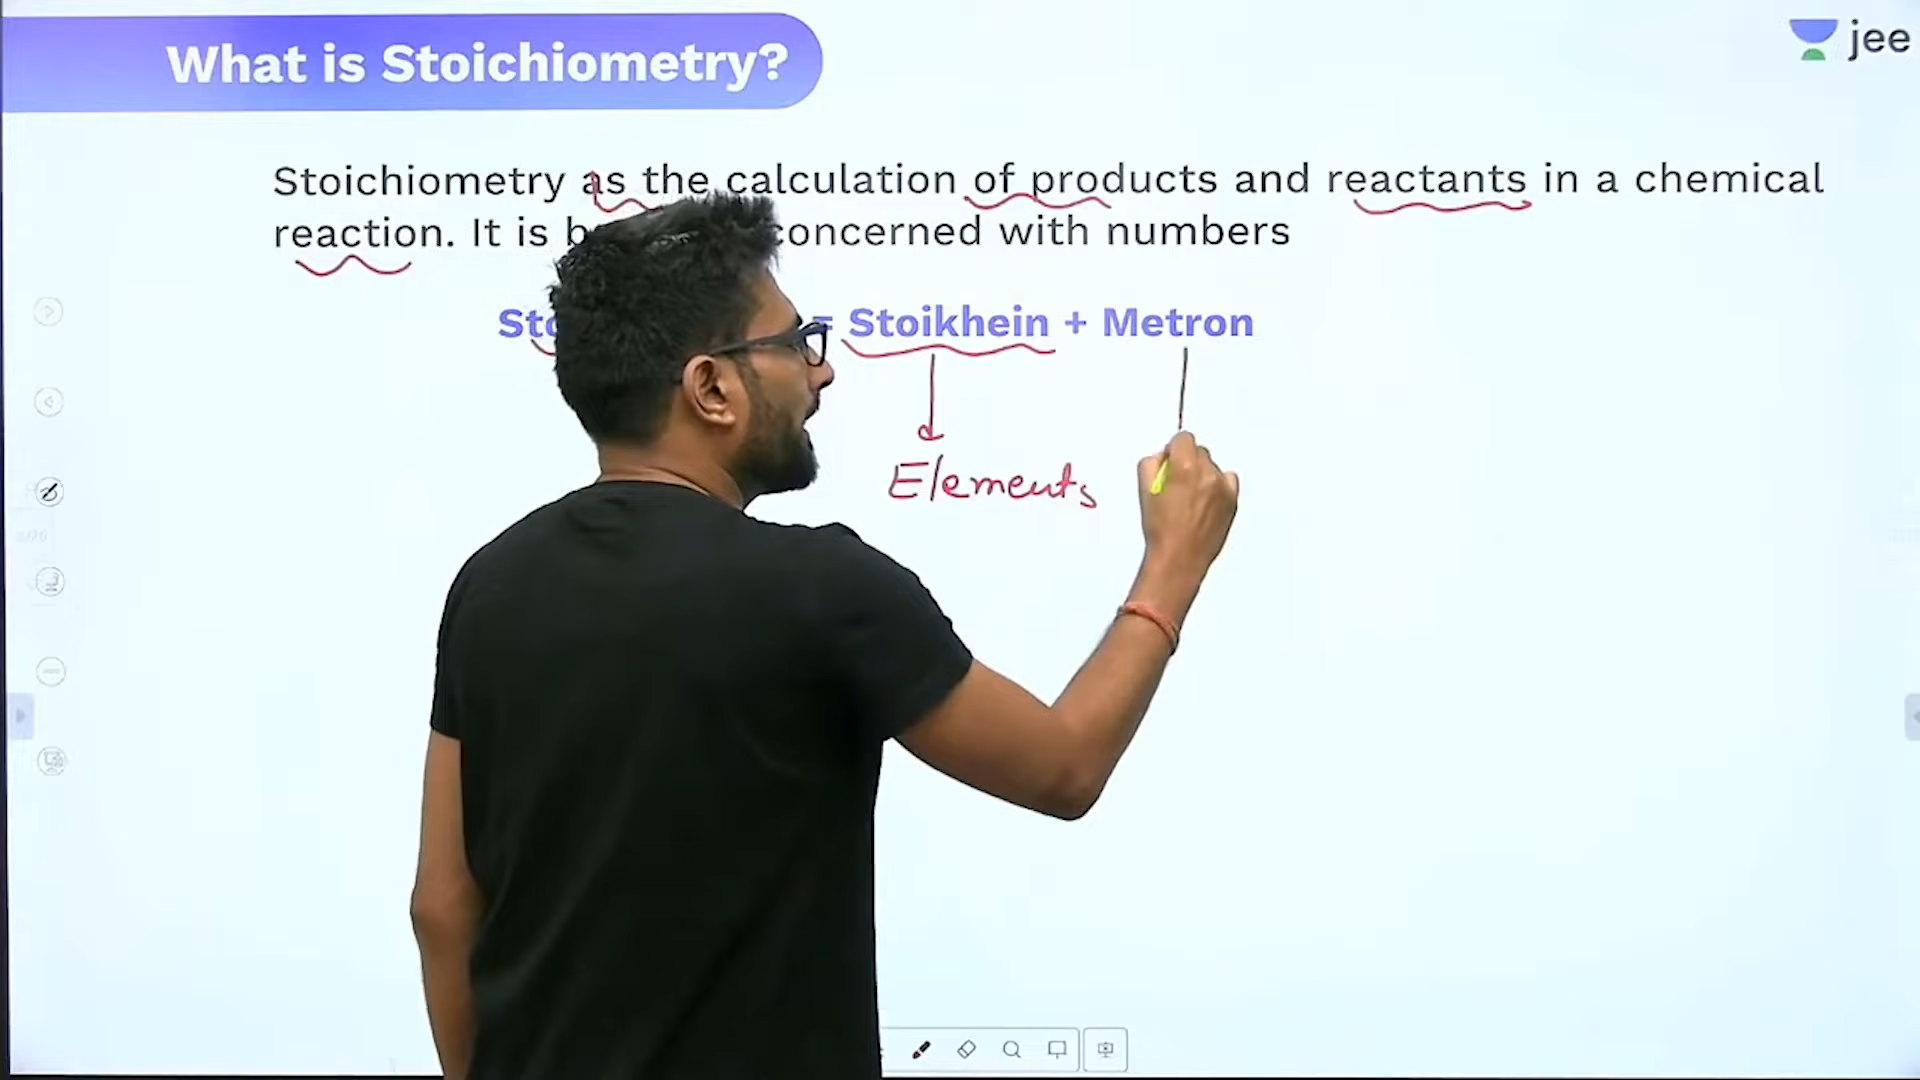 What is Stoichiometry?
jee
Stoichiometry as the calculation of products and reactants in a chemical
reaction. It is concerned with numbers
= Stoikhein + Metron
Elements